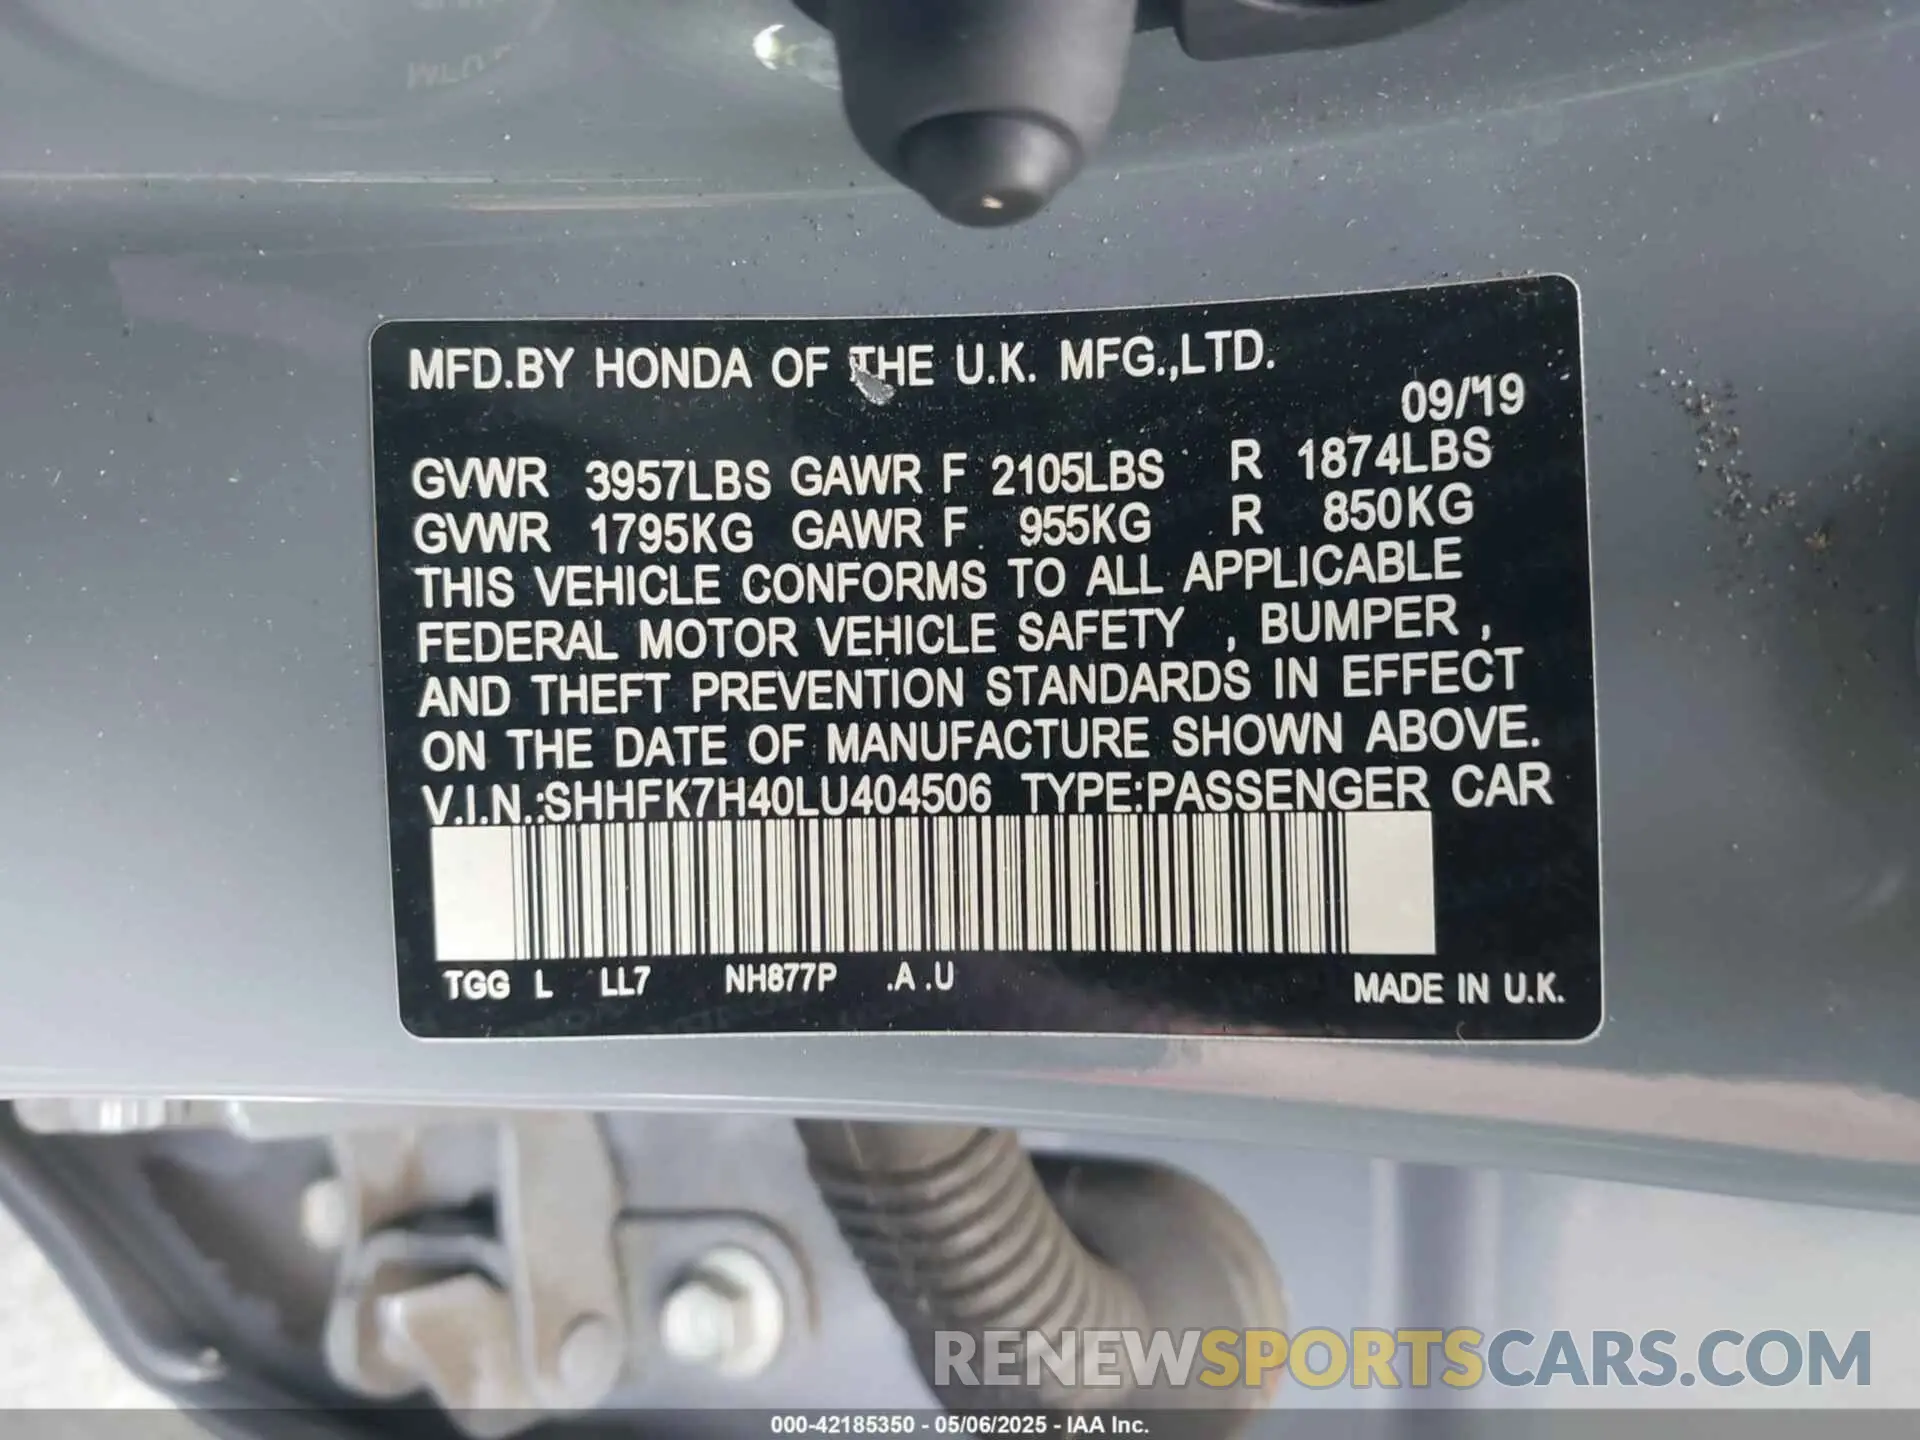 MFD.BY HONDA OF THE U.K. MFG.,LTD.
09/'19
GVWR 3957LBS GAWR F 2105LBS R 1874LBS
GVWR 1795KG GAWR F 955KG R 850KG
THIS VEHICLE CONFORMS TO ALL APPLICABLE
FEDERAL MOTOR VEHICLE SAFETY , BUMPER ,
AND THEFT PREVENTION STANDARDS IN EFFECT
ON THE DATE OF MANUFACTURE SHOWN ABOVE.
V.I.N.:SHHFK7H40LU404506 TYPE:PASSENGER CAR
TGG L LL7 NH877P .A .U MADE IN U.K.
RENEWSPORTSCARS.COM
000-42185350 - 05/06/2025 - IAA Inc.